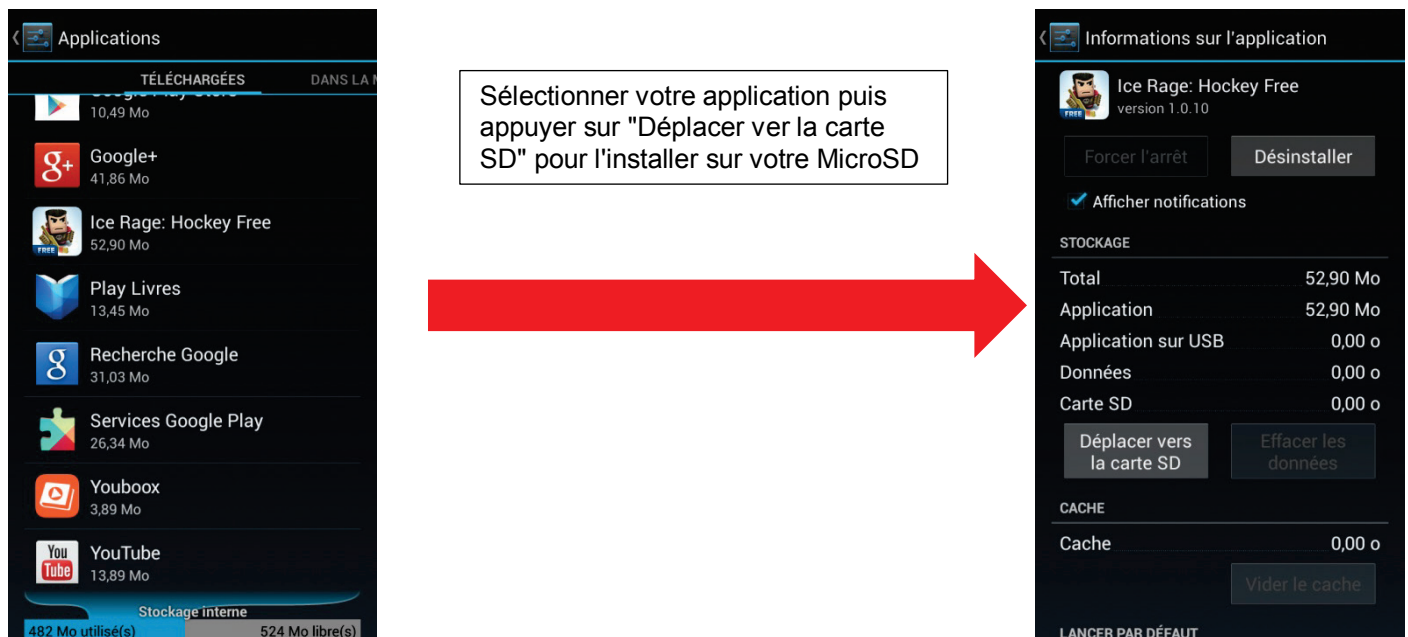 Applications
TÉLÉCHARGÉES DANS LA
10,49 Mo
Google+
41,86 Mo
Ice Rage: Hockey Free
52,90 Mo
Play Livres
13,45 Mo
Recherche Google
31,03 Mo
Services Google Play
26,34 Mo
Youboox
3,89 Mo
YouTube
13,89 Mo
Stockage interne
482 Mo utilisé(s) 524 Mo libre(s)
Sélectionner votre application puis
appuyer sur "Déplacer ver la carte
SD" pour l'installer sur votre MicroSD
Informations sur l'application
Ice Rage: Hockey Free
version 1.0.10
Forcer l'arrêt Désinstaller
Afficher notifications
STOCKAGE
Total 52,90 Mo
Application 52,90 Mo
Application sur USB 0,00 o
Données 0,00 o
Carte SD 0,00 o
Déplacer vers
la carte SD
Effacer les
données
CACHE
Cache 0,00 o
Vider le cache
LANCER PAR DÉFAUT